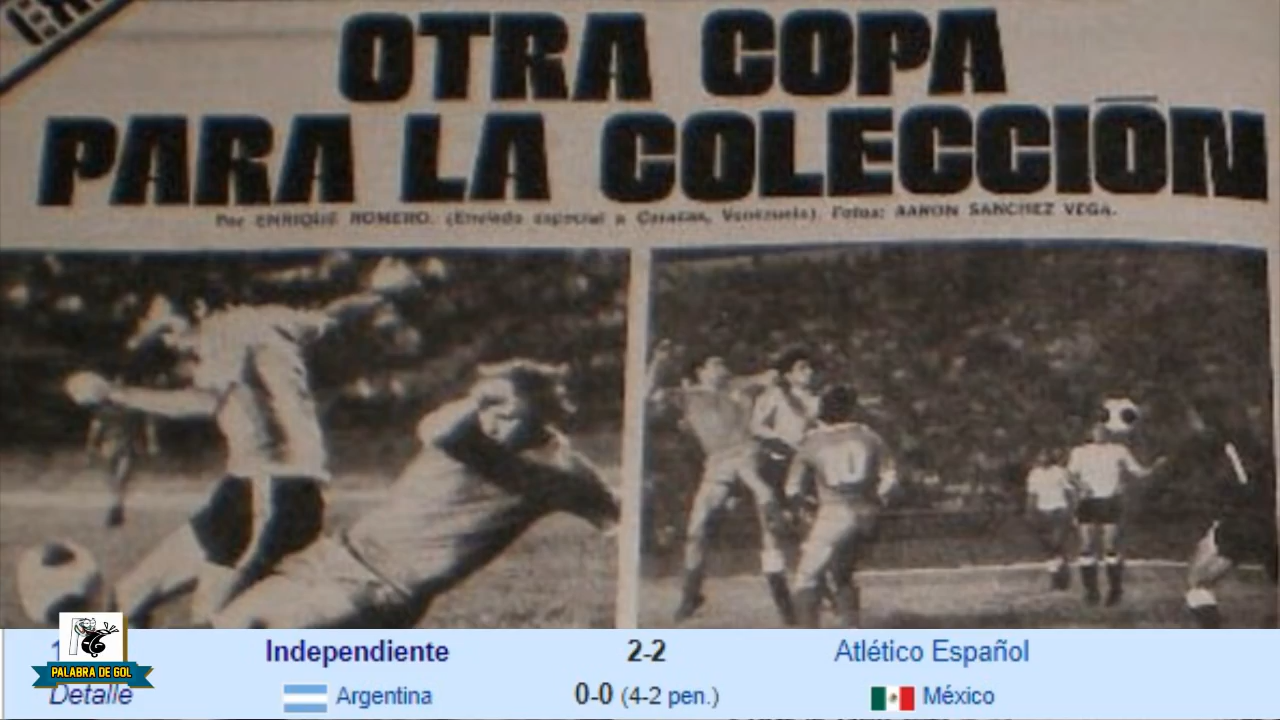 OTRA COPA
PARA LA COLECCIÓN
Por ENRIQUE ROMERO. (Enviado especial a Caracas, Venezuela). Fotos: AARON SANCHEZ VEGA.
Independiente 2-2 Atlético Español
Detalle Argentina 0-0 (4-2 pen.) México
PALABRA DE GOL